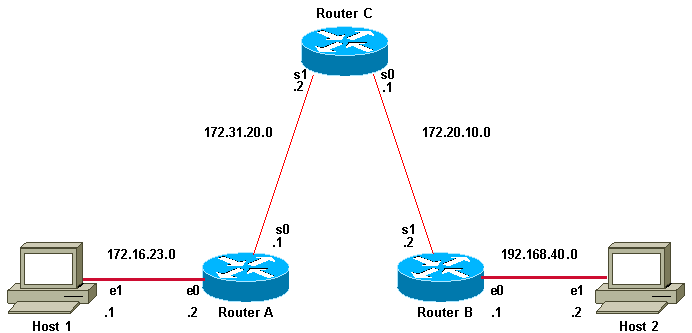 Router C
s1
s0
.2
.1
172.31.20.0
172.20.10.0
s0
.1
s1
.2
172.16.23.0
192.168.40.0
e1
e0
e0
e1
.1
.2
.1
.2
Host 1
Router A
Router B
Host 2